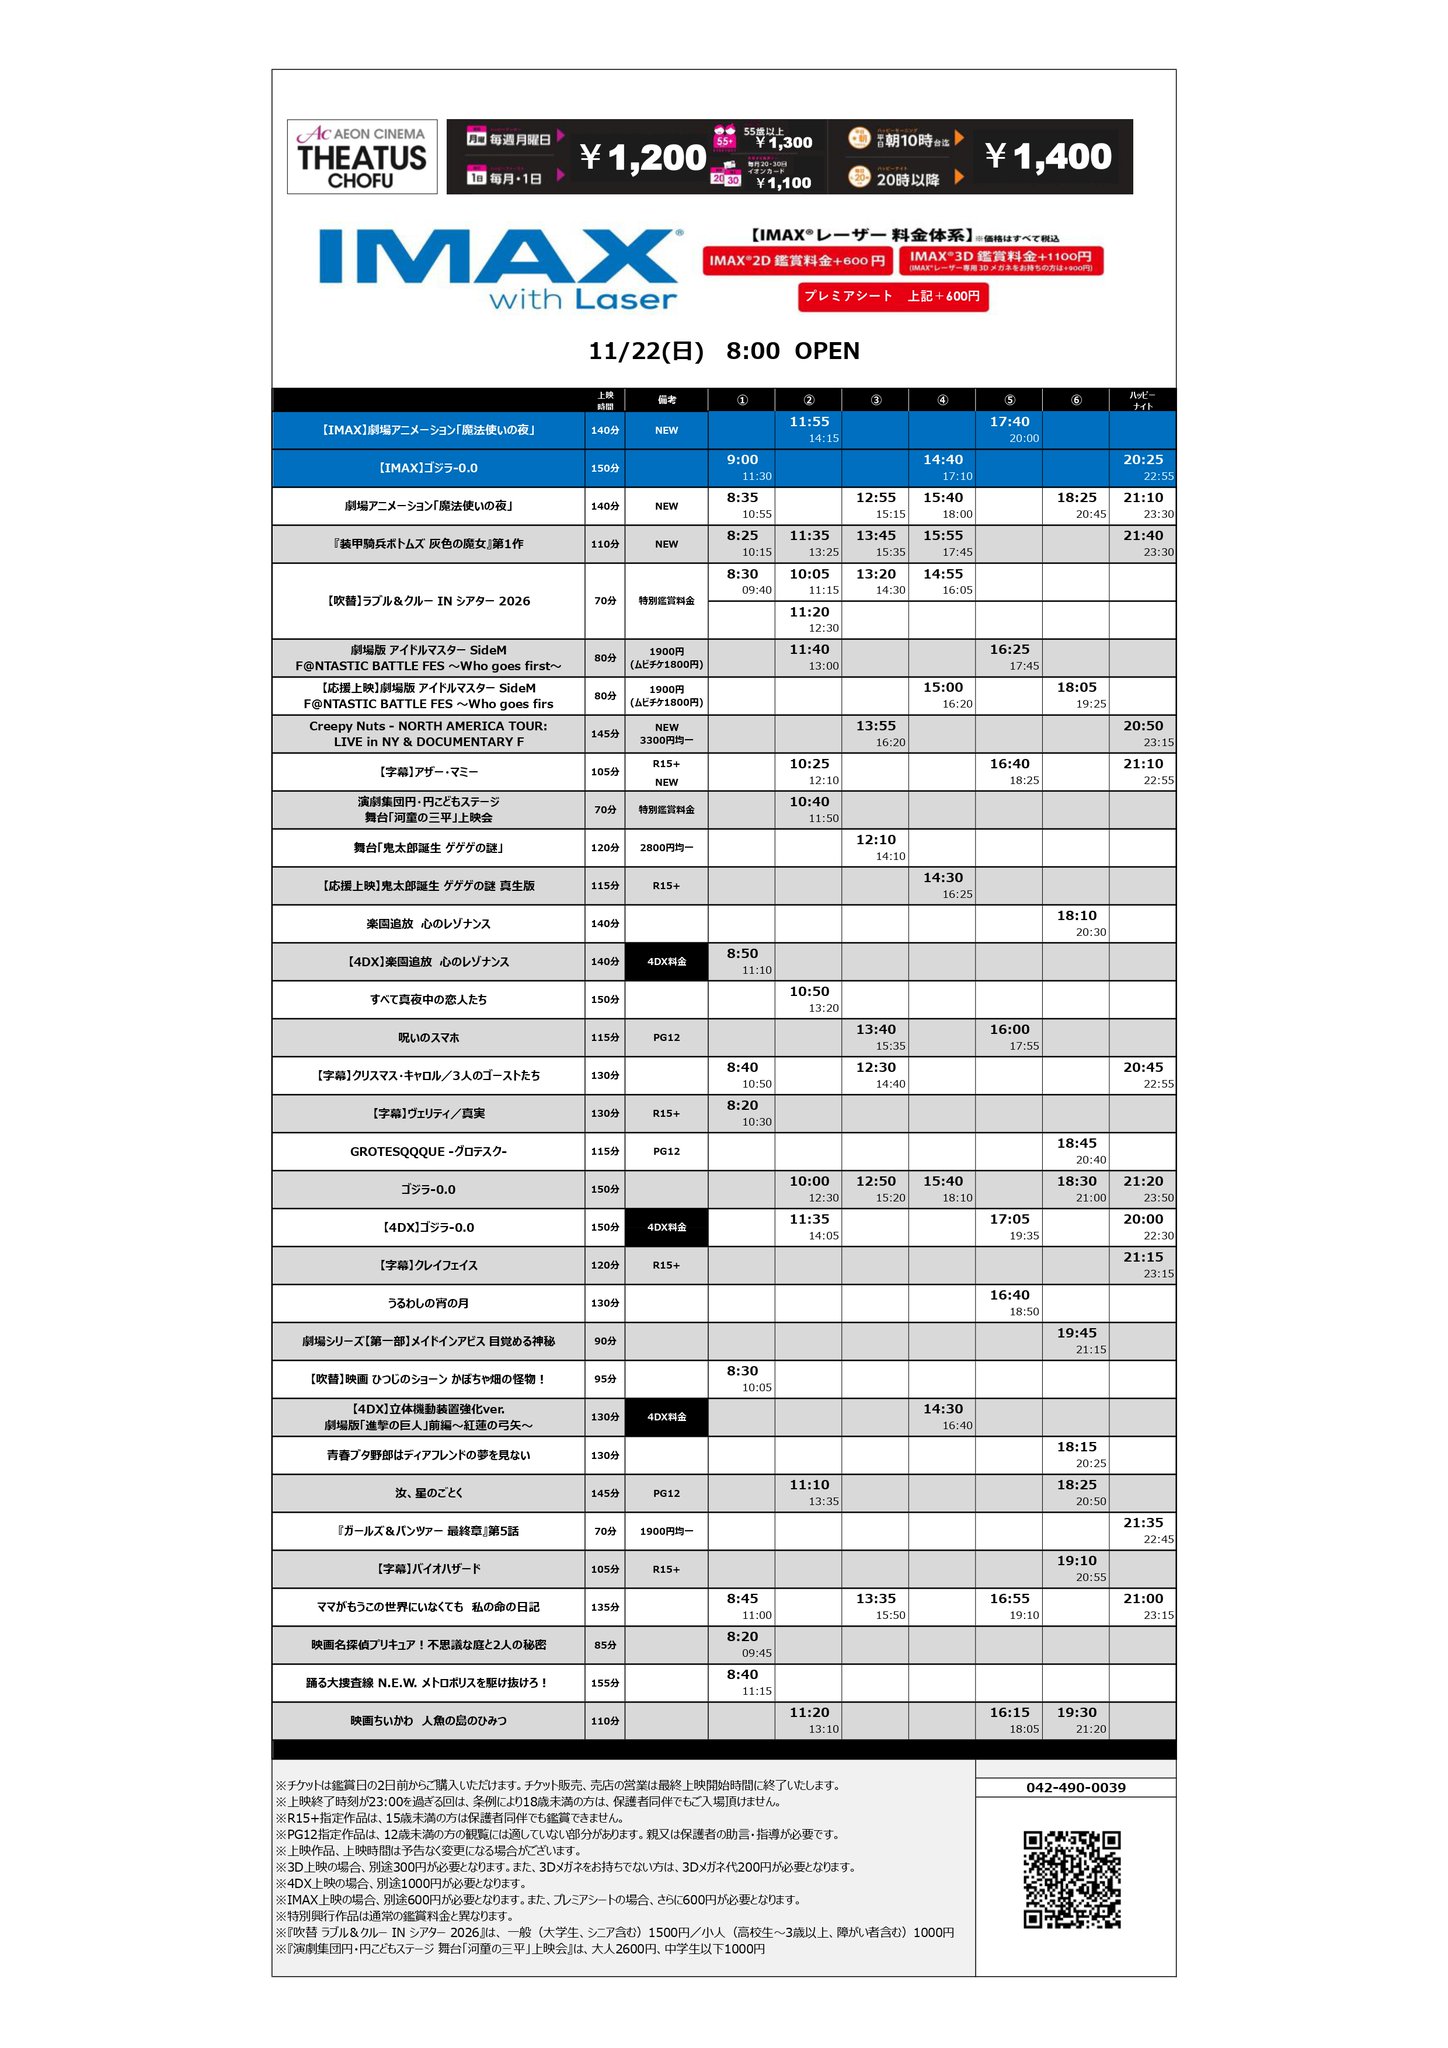 Ac AEON CINEMA
THEATUS
CHOFU
月曜 毎週月曜日
1日 毎月・1日
¥1,200
55+ 55歳以上
¥1,300
20 30 毎月20・30日
イオンカード
¥1,100
平日朝10時台迄
20時以降
¥1,400
IMAX®
with Laser
【IMAX®レーザー 料金体系】※価格はすべて税込
IMAX®2D 鑑賞料金+600円
IMAX®3D 鑑賞料金+1100円
(IMAX®レーザー専用3Dメガネをお持ちの方は+900円)
プレミアシート 上記+600円
11/22(日) 8:00 OPEN
上映時間 備考 ① ② ③ ④ ⑤ ⑥ ハッピーナイト
【IMAX】劇場アニメーション「魔法使いの夜」 140分 NEW 11:55 17:40
14:15 20:00
【IMAX】ゴジラ-0.0 150分 9:00 14:40 20:25
11:30 17:10 22:55
劇場アニメーション「魔法使いの夜」 140分 NEW 8:35 12:55 15:40 18:25 21:10
10:55 15:15 18:00 20:45 23:30
『装甲騎兵ボトムズ 灰色の魔女』第1作 110分 NEW 8:25 11:35 13:45 15:55 21:40
10:15 13:25 15:35 17:45 23:30
【吹替】ラブル&クルー IN シアター 2026 70分 特別鑑賞料金 8:30 10:05 13:20 14:55
09:40 11:15 14:30 16:05
11:20
12:30
劇場版 アイドルマスター SideM
F@NTASTIC BATTLE FES ～Who goes first～ 80分 1900円
(ムビチケ1800円) 11:40 16:25
13:00 17:45
【応援上映】劇場版 アイドルマスター SideM
F@NTASTIC BATTLE FES ～Who goes firs 80分 1900円
(ムビチケ1800円) 15:00 18:05
16:20 19:25
Creepy Nuts - NORTH AMERICA TOUR:
LIVE in NY & DOCUMENTARY F 145分 NEW
3300円均一 13:55 20:50
16:20 23:15
【字幕】アザー・マミー 105分 R15+
NEW 10:25 16:40 21:10
12:10 18:25 22:55
演劇集団円・円こどもステージ
舞台「河童の三平」上映会 70分 特別鑑賞料金 10:40
11:50
舞台「鬼太郎誕生 ゲゲゲの謎」 120分 2800円均一 12:10
14:10
【応援上映】鬼太郎誕生 ゲゲゲの謎 真生版 115分 R15+ 14:30
16:25
楽園追放 心のレゾナンス 140分 18:10
20:30
【4DX】楽園追放 心のレゾナンス 140分 4DX料金 8:50
11:10
すべて真夜中の恋人たち 150分 10:50
13:20
呪いのスマホ 115分 PG12 13:40 16:00
15:35 17:55
【字幕】クリスマス・キャロル／3人のゴーストたち 130分 8:40 12:30 20:45
10:50 14:40 22:55
【字幕】ヴェリティ／真実 130分 R15+ 8:20
10:30
GROTESQQQUE -グロテスク- 115分 PG12 18:45
20:40
ゴジラ-0.0 150分 10:00 12:50 15:40 18:30 21:20
12:30 15:20 18:10 21:00 23:50
【4DX】ゴジラ-0.0 150分 4DX料金 11:35 17:05 20:00
14:05 19:35 22:30
【字幕】クレイフェイス 120分 R15+ 21:15
23:15
うるわしの宵の月 130分 16:40
18:50
劇場シリーズ【第一部】メイドインアビス 目覚める神秘 90分 19:45
21:15
【吹替】映画 ひつじのショーン かぼちゃ畑の怪物！ 95分 8:30
10:05
【4DX】立体機動装置強化ver.
劇場版「進撃の巨人」前編～紅蓮の弓矢～ 130分 4DX料金 14:30
16:40
青春ブタ野郎はディアフレンドの夢を見ない 130分 18:15
20:25
汝、星のごとく 145分 PG12 11:10 18:25
13:35 20:50
『ガールズ&パンツァー 最終章』第5話 70分 1900円均一 21:35
22:45
【字幕】バイオハザード 105分 R15+ 19:10
20:55
ママがもうこの世界にいなくても 私の命の日記 135分 8:45 13:35 16:55 21:00
11:00 15:50 19:10 23:15
映画名探偵プリキュア！不思議な庭と2人の秘密 85分 8:20
09:45
踊る大捜査線 N.E.W. メトロポリスを駆け抜けろ！ 155分 8:40
11:15
映画ちいかわ 人魚の島のひみつ 110分 11:20 16:15 19:30
13:10 18:05 21:20
※チケットは鑑賞日の2日前からご購入いただけます。チケット販売、売店の営業は最終上映開始時間に終了いたします。
※上映終了時刻が23:00を過ぎる回は、条例により18歳未満の方は、保護者同伴でもご入場頂けません。
※R15+指定作品は、15歳未満の方は保護者同伴でも鑑賞できません。
※PG12指定作品は、12歳未満の方の観覧には適していない部分があります。親又は保護者の助言・指導が必要です。
※上映作品、上映時間は予告なく変更になる場合がございます。
※3D上映の場合、別途300円が必要となります。また、3Dメガネをお持ちでない方は、3Dメガネ代200円が必要となります。
※4DX上映の場合、別途1000円が必要となります。
※IMAX上映の場合、別途600円が必要となります。また、プレミアシートの場合、さらに600円が必要となります。
※特別興行作品は通常の鑑賞料金と異なります。
※『吹替 ラブル&クルー IN シアター 2026』は、一般（大学生、シニア含む）1500円／小人（高校生～3歳以上、障がい者含む）1000円
※『演劇集団円・円こどもステージ 舞台「河童の三平」上映会』は、大人2600円、中学生以下1000円
042-490-0039